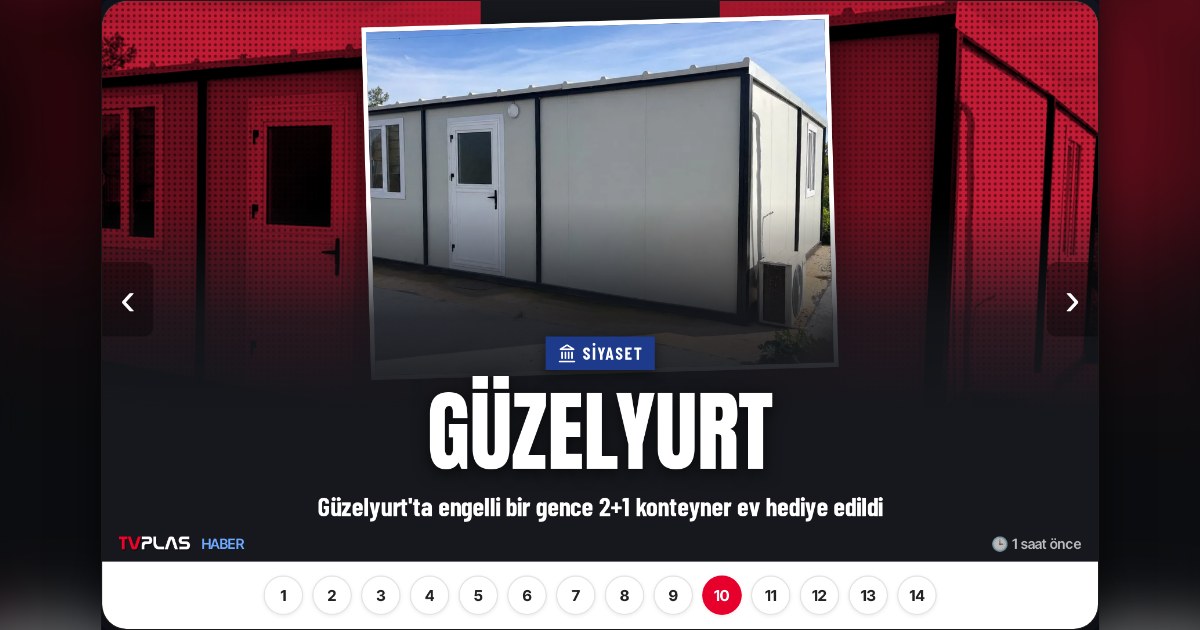 SİYASET
GÜZELYURT
Güzelyurt'ta engelli bir gence 2+1 konteyner ev hediye edildi
TVPLAS HABER
1 saat önce
1 2 3 4 5 6 7 8 9 10 11 12 13 14